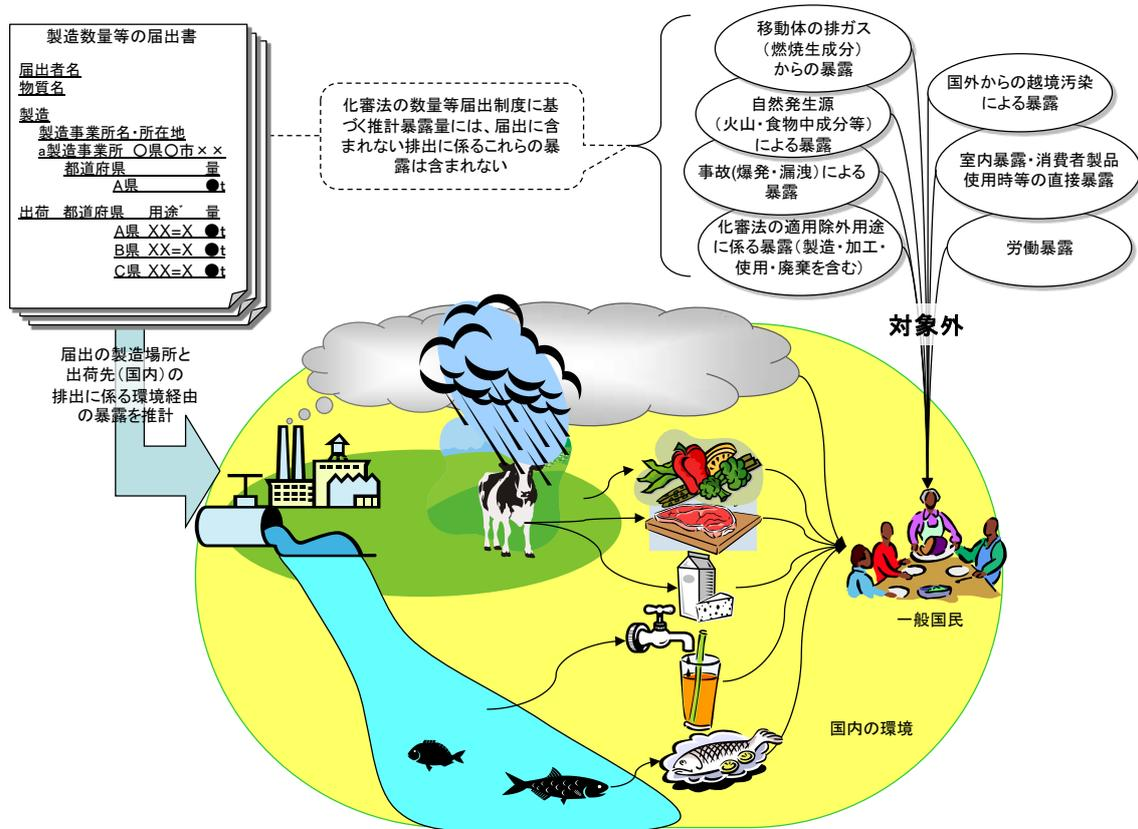 製造数量等の届出書
届出者名
物質名
製造
製造事業所名・所在地
a製造事業所 〇県〇市××
都道府県 量
A県 ●t
出荷 都道府県 用途 量
A県 XX=X ●t
B県 XX=X ●t
C県 XX=X ●t
化審法の数量等届出制度に基
づく推計暴露量には、届出に含
まれない排出に係るこれらの暴
露は含まれない
移動体の排ガス
(燃焼生成分)
からの暴露
自然発生源
(火山・食物中成分等)
による暴露
事故(爆発・漏洩)による
暴露
化審法の適用除外用途
に係る暴露(製造・加工・
使用・廃棄を含む)
国外からの越境汚染
による暴露
室内暴露・消費者製品
使用時等の直接暴露
労働暴露
対象外
届出の製造場所と
出荷先(国内)の
排出に係る環境経由
の暴露を推計
一般国民
国内の環境